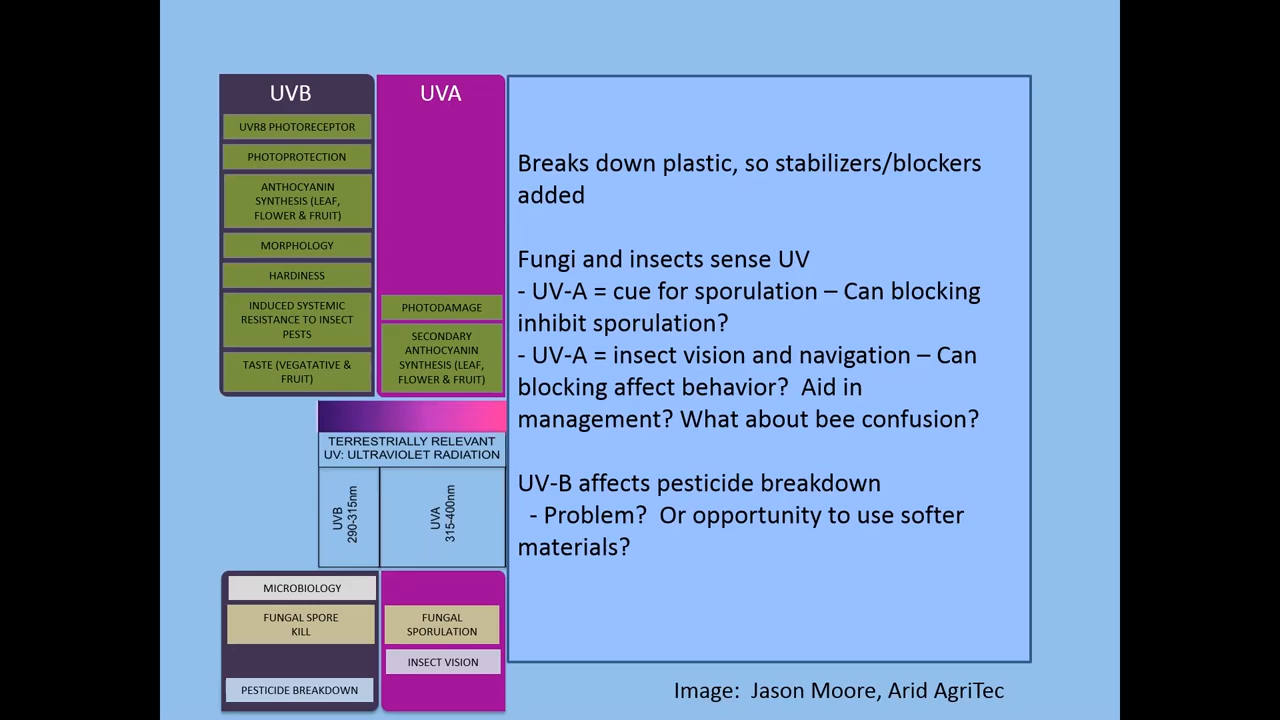 UVB
UVR8 PHOTORECEPTOR
PHOTOPROTECTION
ANTHOCYANIN
SYNTHESIS (LEAF,
FLOWER & FRUIT)
MORPHOLOGY
HARDINESS
INDUCED SYSTEMIC
RESISTANCE TO INSECT
PESTS
TASTE (VEGATATIVE &
FRUIT)
UVA
PHOTODAMAGE
SECONDARY
ANTHOCYANIN
SYNTHESIS (LEAF,
FLOWER & FRUIT)
TERRESTRIALLY RELEVANT
UV: ULTRAVIOLET RADIATION
UVB
290-315nm
UVA
315-400nm
MICROBIOLOGY
FUNGAL SPORE
KILL
PESTICIDE BREAKDOWN
FUNGAL
SPORULATION
INSECT VISION
Breaks down plastic, so stabilizers/blockers
added
Fungi and insects sense UV
- UV-A = cue for sporulation – Can blocking
inhibit sporulation?
- UV-A = insect vision and navigation – Can
blocking affect behavior?  Aid in
management? What about bee confusion?
UV-B affects pesticide breakdown
- Problem?  Or opportunity to use softer
materials?
Image:  Jason Moore, Arid AgriTec